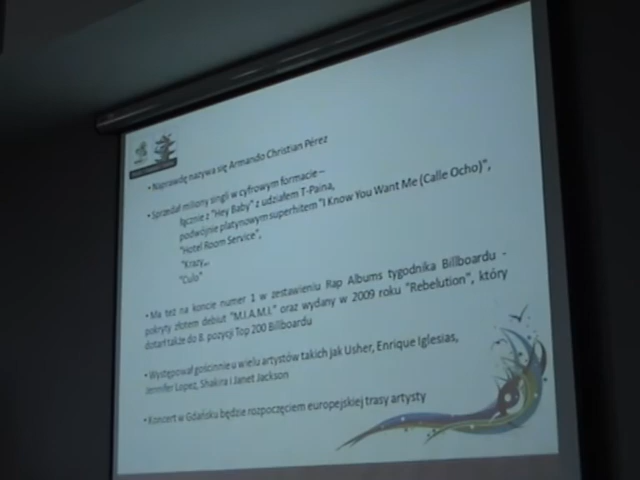 • Naprawdę nazywa się Armando Christian Pérez
• Sprzedał miliony singli w cyfrowym formacie –
łącznie z "Hey Baby" z udziałem T-Paina,
podwójnie platynowym superhitem "I Know You Want Me (Calle Ocho)",
"Hotel Room Service",
"Krazy„,
"Culo"
• Ma też na koncie numer 1 w zestawieniu Rap Albums tygodnika Billboardu -
pokryty złotem debiut "M.I.A.M.I." oraz wydany w 2009 roku "Rebelution", który
dotarł także do 8. pozycji Top 200 Billboardu
• Występował gościnnie u wielu artystów takich jak Usher, Enrique Iglesias,
Jennifer Lopez, Shakira i Janet Jackson
• Koncert w Gdańsku będzie rozpoczęciem europejskiej trasy artysty